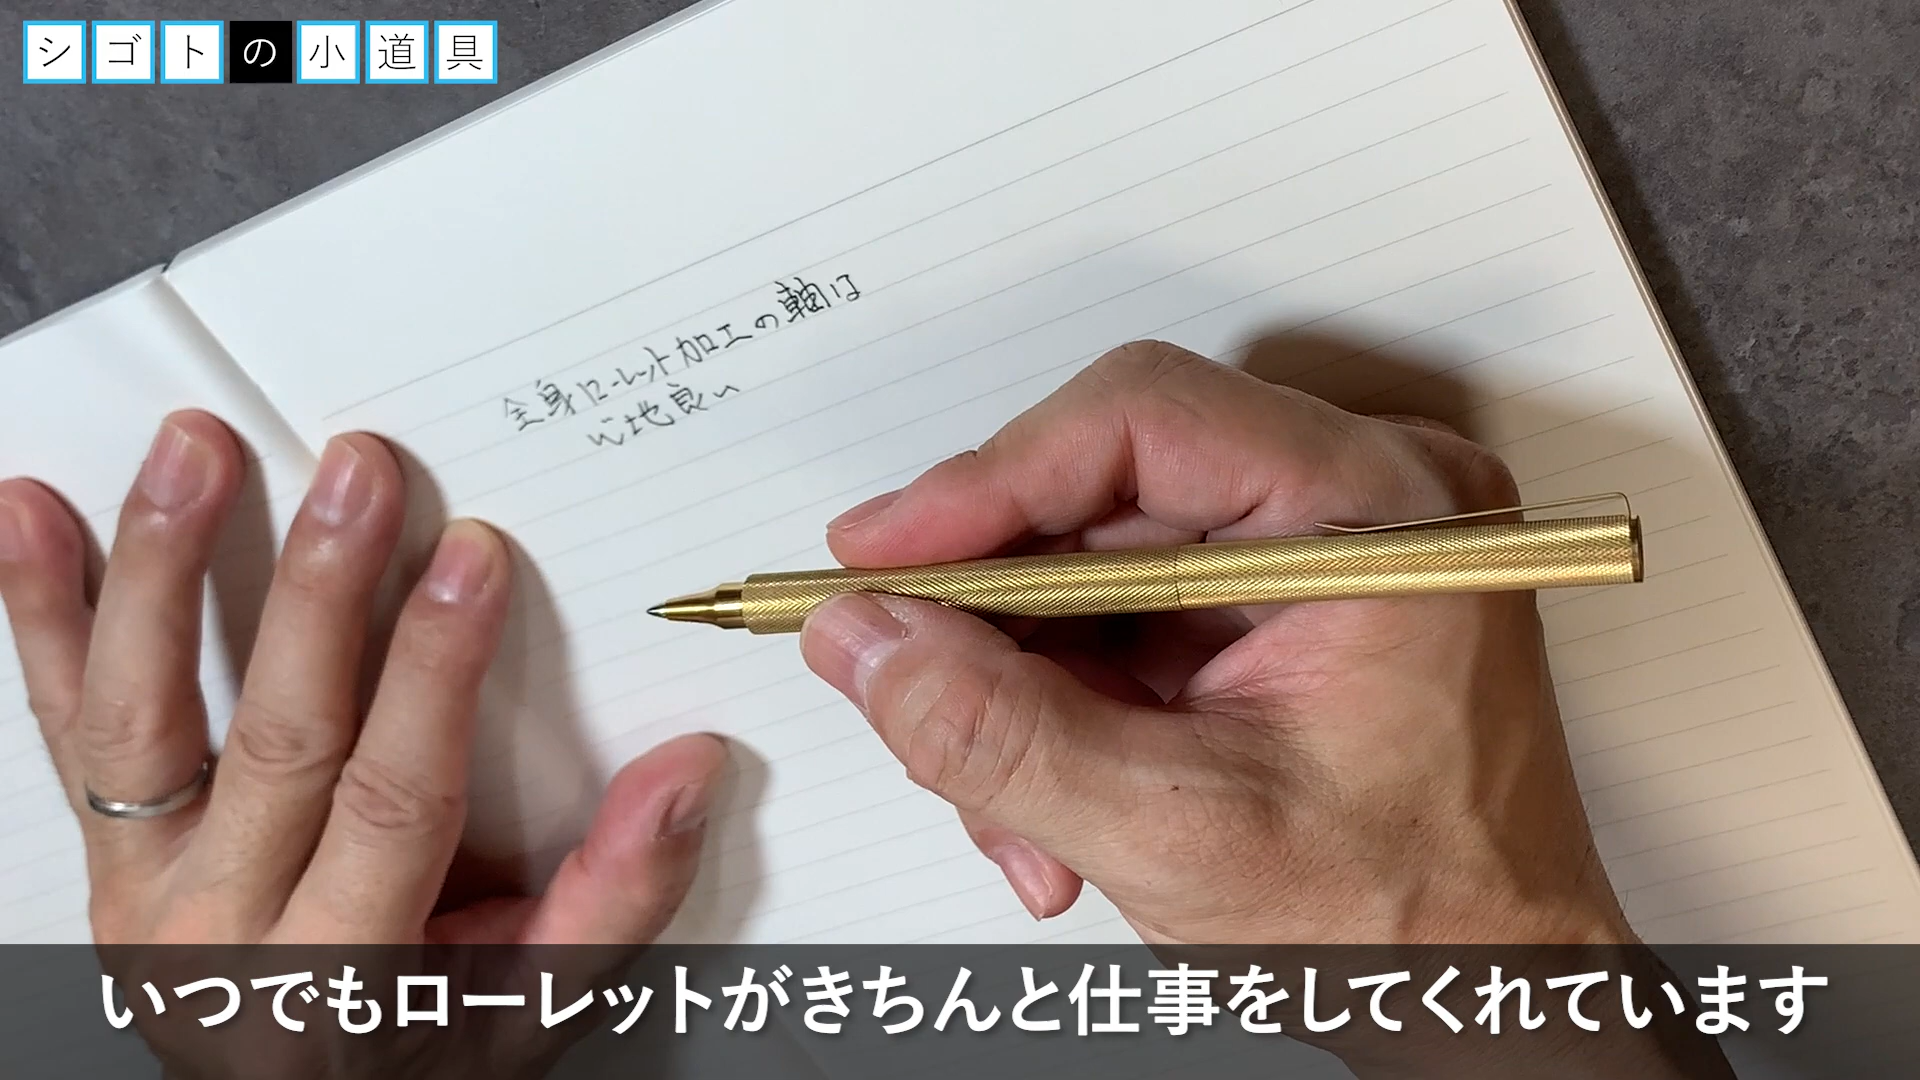 シゴトの小道具
全身ローレット加工の軸は
心地良い
いつでもローレットがきちんと仕事をしてくれています